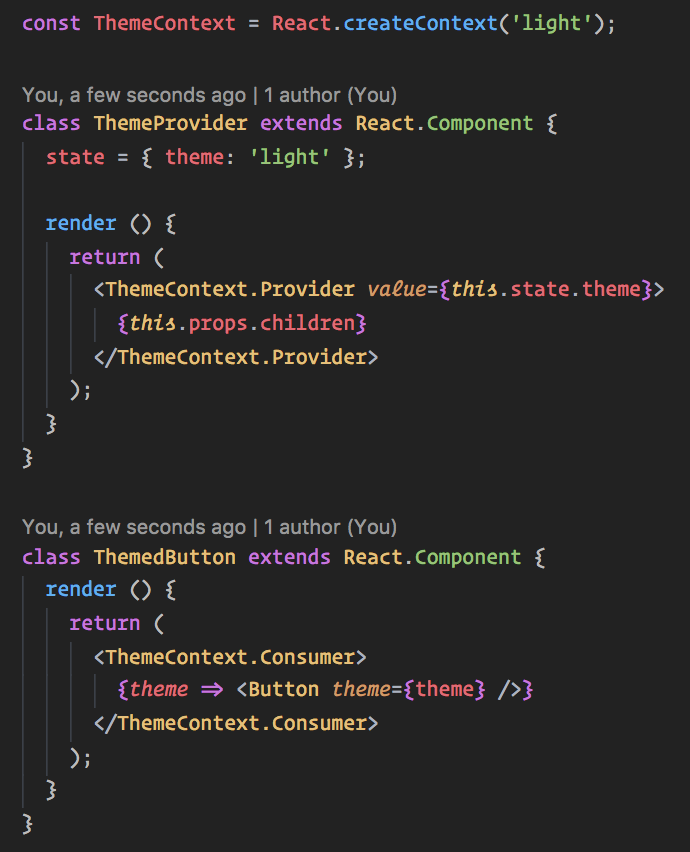 const ThemeContext = React.createContext('light');
You, a few seconds ago | 1 author (You)
class ThemeProvider extends React.Component {
state = { theme: 'light' };
render () {
return (
<ThemeContext.Provider value={this.state.theme}>
{this.props.children}
</ThemeContext.Provider>
);
}
}
You, a few seconds ago | 1 author (You)
class ThemedButton extends React.Component {
render () {
return (
<ThemeContext.Consumer>
{theme => <Button theme={theme} />}
</ThemeContext.Consumer>
);
}
}